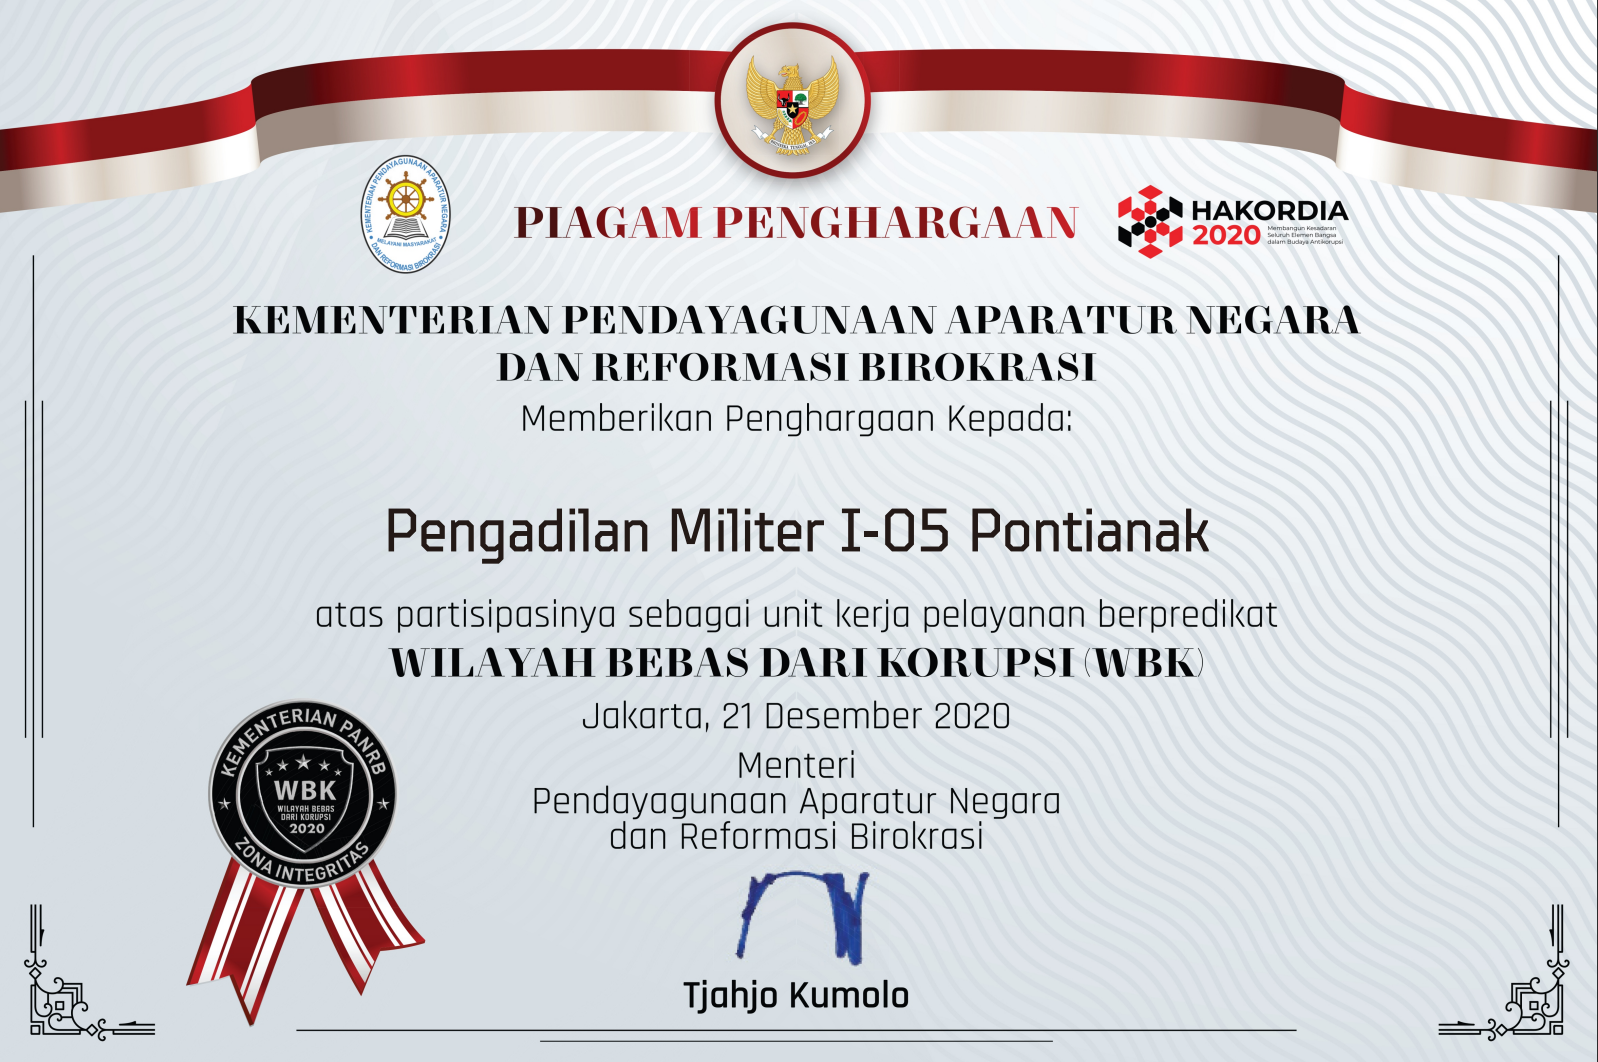 BHINNEKA TUNGGAL IKA
KEMENTERIAN PENDAYAGUNAAN APARATUR NEGARA
DAN REFORMASI BIROKRASI
MELAYANI MASYARAKAT
PIAGAM PENGHARGAAN
HAKORDIA
2020
Membangun Kesadaran
Seluruh Elemen Bangsa
dalam Budaya Antikorupsi
KEMENTERIAN PENDAYAGUNAAN APARATUR NEGARA
DAN REFORMASI BIROKRASI
Memberikan Penghargaan Kepada:
Pengadilan Militer I-05 Pontianak
atas partisipasinya sebagai unit kerja pelayanan berpredikat
WILAYAH BEBAS DARI KORUPSI (WBK)
Jakarta, 21 Desember 2020
Menteri
Pendayagunaan Aparatur Negara
dan Reformasi Birokrasi
Tjahjo Kumolo
KEMENTERIAN PANRB
WBK
WILAYAH BEBAS
DARI KORUPSI
2020
ZONA INTEGRITAS